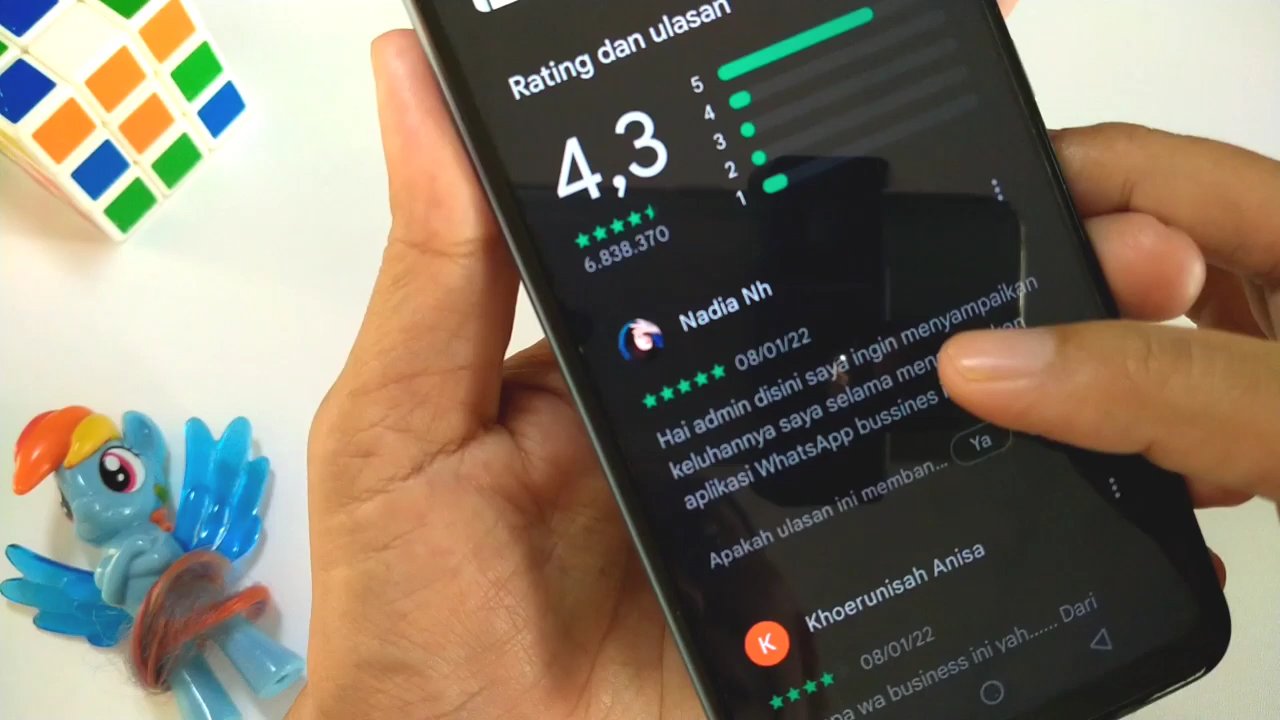 Rating dan ulasan
4,3
5
4
3
2
1
6.838.370
Nadia Nh
08/01/22
Hai admin disini saya ingin menyampaikan
keluhannya saya selama
aplikasi WhatsApp bussines
Apakah ulasan ini memban... Ya
K Khoerunisah Anisa
08/01/22
wa business ini yah...... Dari